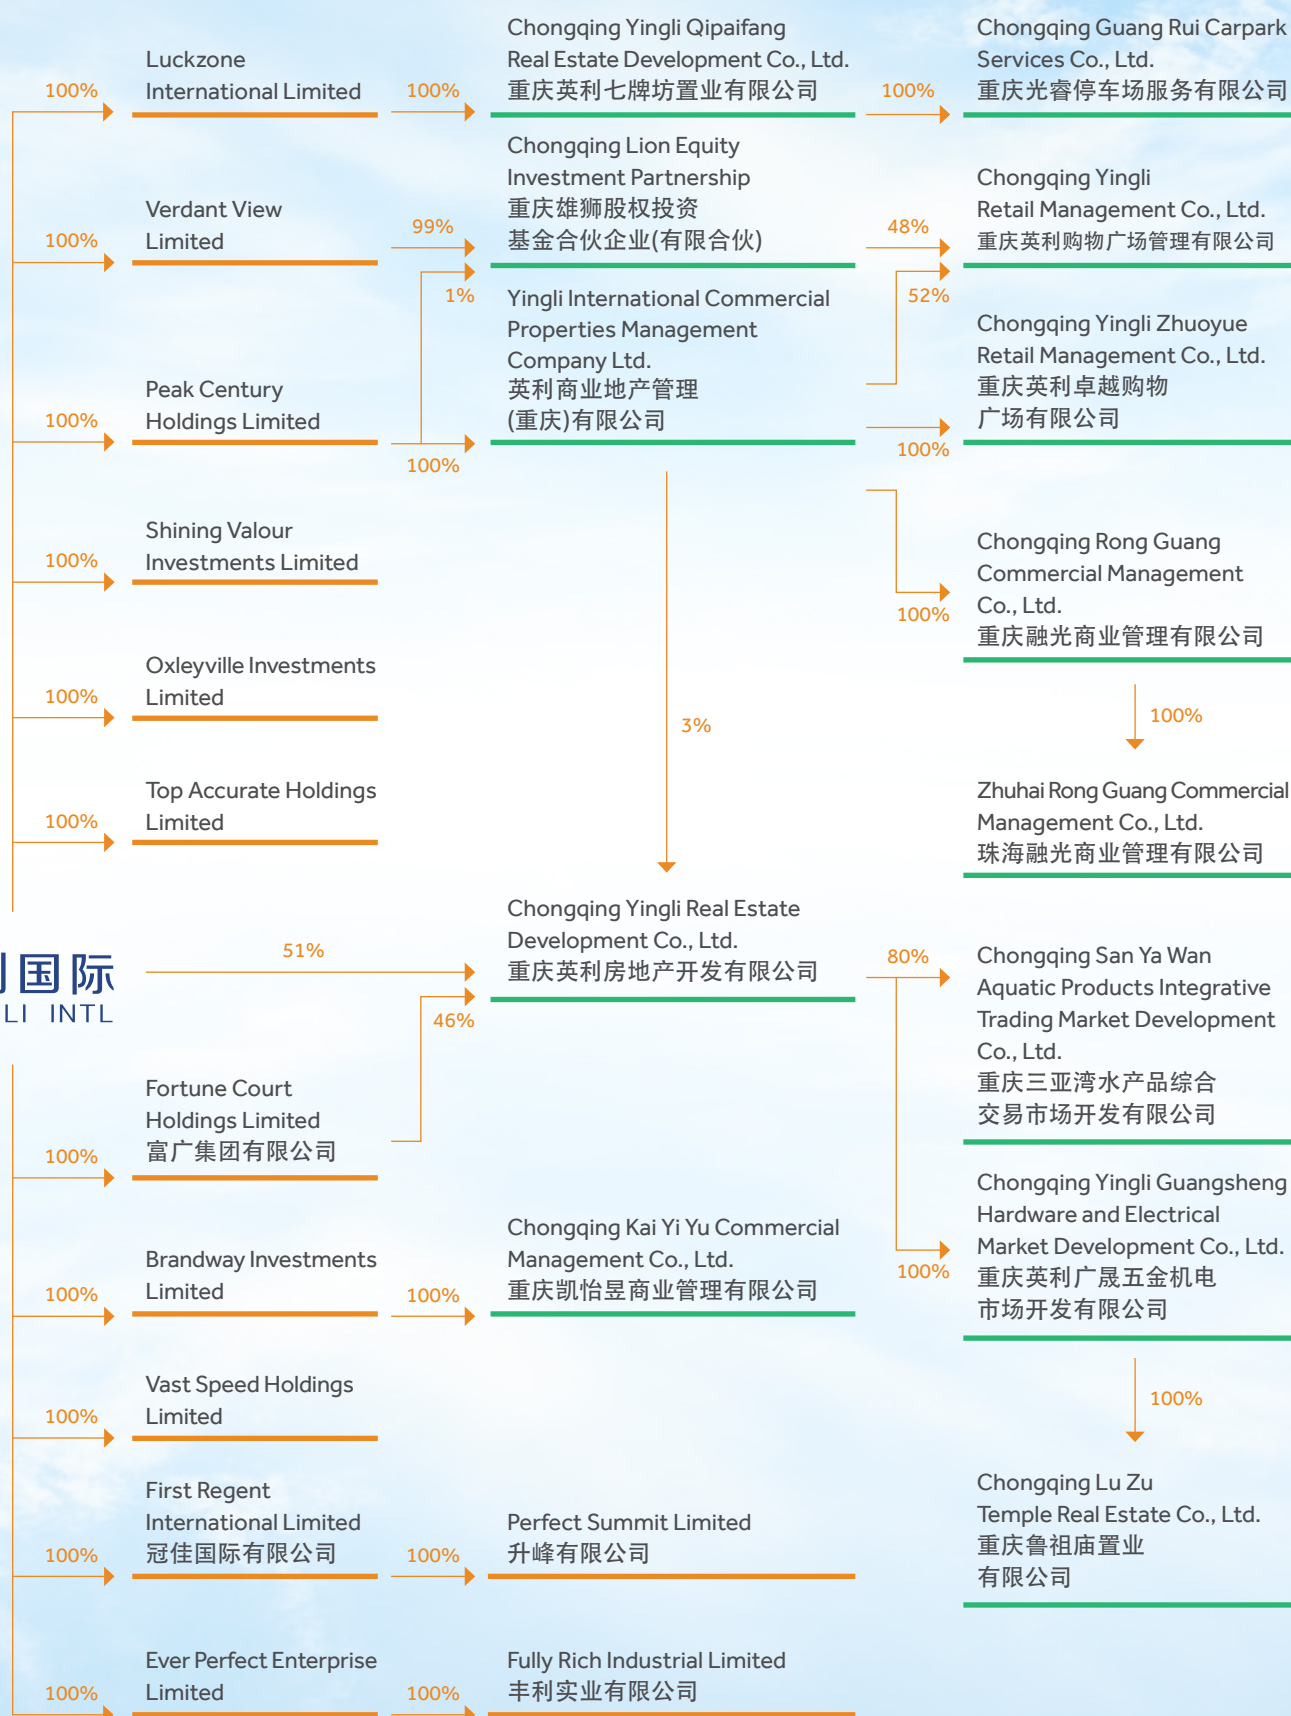 Luckzone
International Limited
100%
100%
Chongqing Yingli Qipaifang
Real Estate Development Co., Ltd.
重庆英利七牌坊置业有限公司
100%
Chongqing Guang Rui Carpark
Services Co., Ltd.
重庆光睿停车场服务有限公司
Verdant View
Limited
100%
99%
1%
Chongqing Lion Equity
Investment Partnership
重庆雄狮股权投资
基金合伙企业(有限合伙)
48%
52%
Chongqing Yingli
Retail Management Co., Ltd.
重庆英利购物广场管理有限公司
Peak Century
Holdings Limited
100%
100%
Yingli International Commercial
Properties Management
Company Ltd.
英利商业地产管理
(重庆)有限公司
100%
Chongqing Yingli Zhuoyue
Retail Management Co., Ltd.
重庆英利卓越购物
广场有限公司
Shining Valour
Investments Limited
100%
100%
Chongqing Rong Guang
Commercial Management
Co., Ltd.
重庆融光商业管理有限公司
Oxleyville Investments
Limited
100%
3%
100%
Top Accurate Holdings
Limited
100%
Zhuhai Rong Guang Commercial
Management Co., Ltd.
珠海融光商业管理有限公司
国际
LI INTL
51%
46%
Chongqing Yingli Real Estate
Development Co., Ltd.
重庆英利房地产开发有限公司
80%
Chongqing San Ya Wan
Aquatic Products Integrative
Trading Market Development
Co., Ltd.
重庆三亚湾水产品综合
交易市场开发有限公司
Fortune Court
Holdings Limited
富广集团有限公司
100%
100%
Chongqing Yingli Guangsheng
Hardware and Electrical
Market Development Co., Ltd.
重庆英利广晟五金机电
市场开发有限公司
Brandway Investments
Limited
100%
100%
Chongqing Kai Yi Yu Commercial
Management Co., Ltd.
重庆凯怡昱商业管理有限公司
Vast Speed Holdings
Limited
100%
100%
First Regent
International Limited
冠佳国际有限公司
100%
100%
Perfect Summit Limited
升峰有限公司
Chongqing Lu Zu
Temple Real Estate Co., Ltd.
重庆鲁祖庙置业
有限公司
Ever Perfect Enterprise
Limited
100%
100%
Fully Rich Industrial Limited
丰利实业有限公司